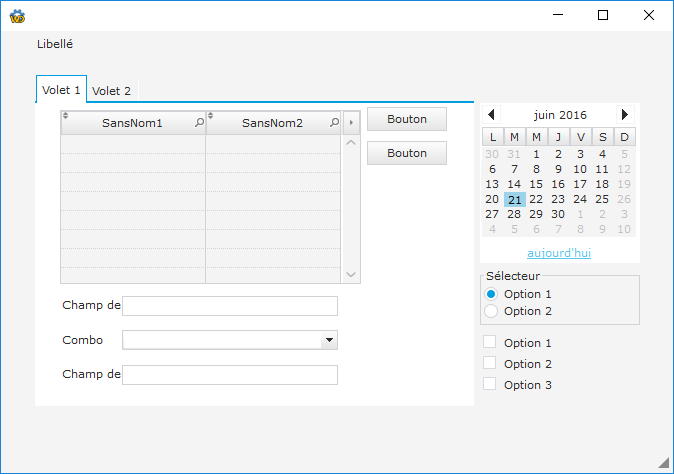 Libellé
Volet 1 Volet 2
SansNom1 SansNom2
Bouton
Bouton
Champ de
Combo
Champ de
juin 2016
L M M J V S D
30 31 1 2 3 4 5
6 7 8 9 10 11 12
13 14 15 16 17 18 19
20 21 22 23 24 25 26
27 28 29 30 1 2 3
4 5 6 7 8 9 10
aujourd'hui
Sélecteur
Option 1
Option 2
Option 1
Option 2
Option 3